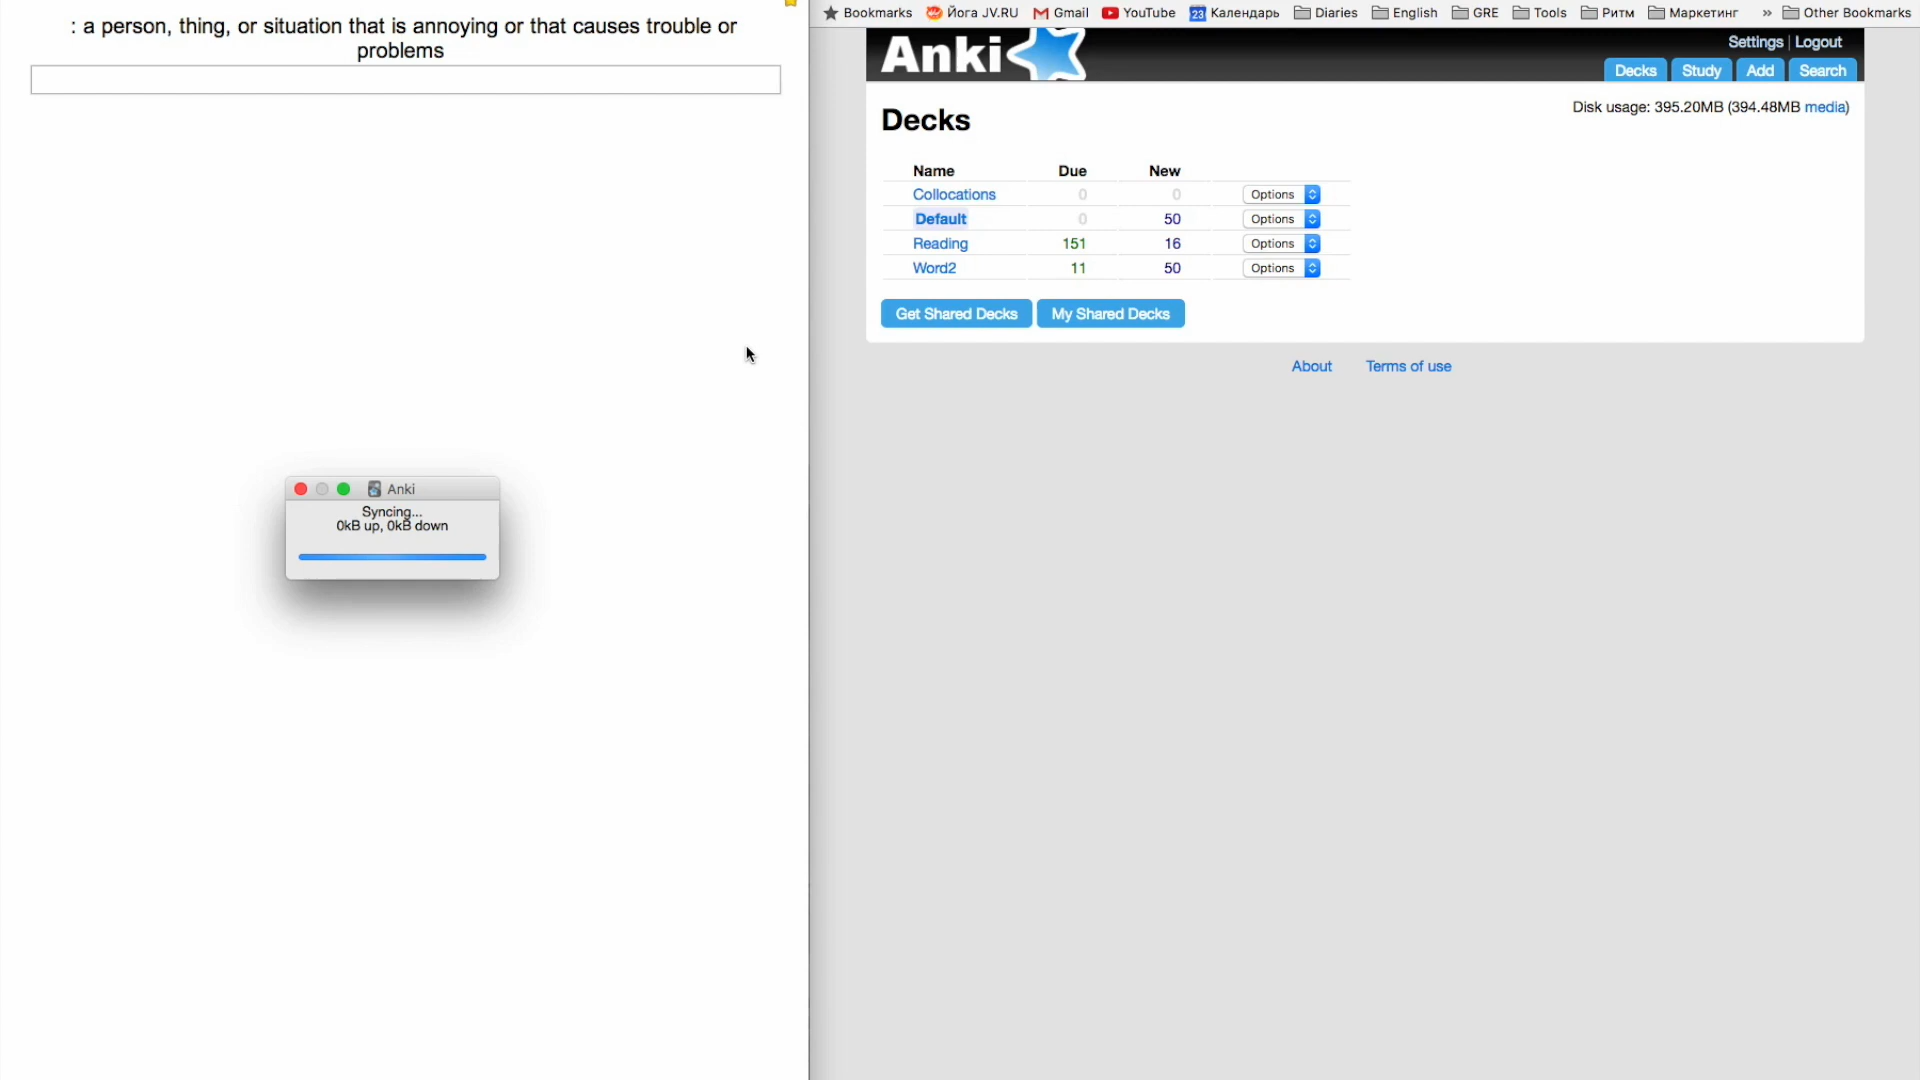 : a person, thing, or situation that is annoying or that causes trouble or
problems
Anki
Syncing...
0kB up, 0kB down
Bookmarks Йога JV.RU Gmail YouTube 23 Календарь Diaries English GRE Tools Ритм Маркетинг » Other Bookmarks
Anki
Settings | Logout
Decks Study Add Search
Disk usage: 395.20MB (394.48MB media)
Decks
Name Due New
Collocations 0 0 Options
Default 0 50 Options
Reading 151 16 Options
Word2 11 50 Options
Get Shared Decks My Shared Decks
About Terms of use